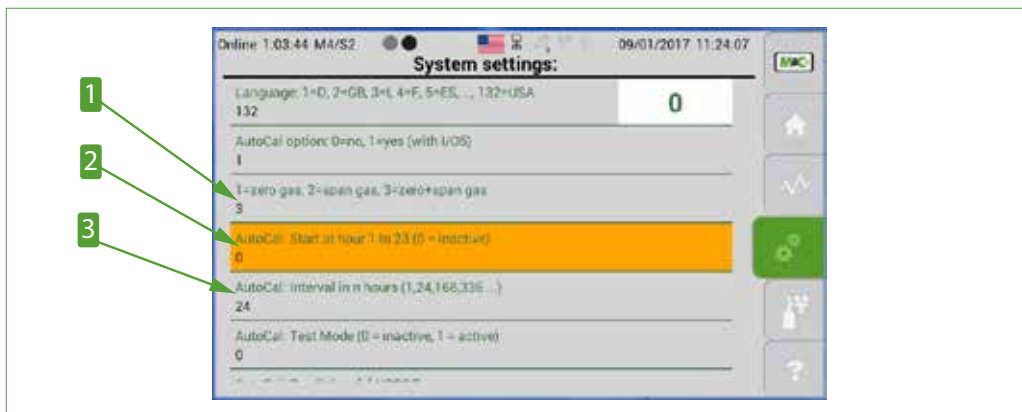 Online 1:03:44 M4/S2 09/01/2017 11:24:07
System settings:
M&C
1
2
3
Language: 1=D, 2=GB, 3=I, 4=F, 5=ES, ..., 132=USA
132
0
AutoCal option: 0=no, 1=yes (with I/O5)
1
1=zero gas, 2=span gas, 3=zero+span gas
3
AutoCal: Start at hour 1 to 23 (0 = inactive)
0
AutoCal: interval in n hours (1,24,168,336 ...)
24
AutoCal: Test Mode (0 = inactive, 1 = active)
0
?